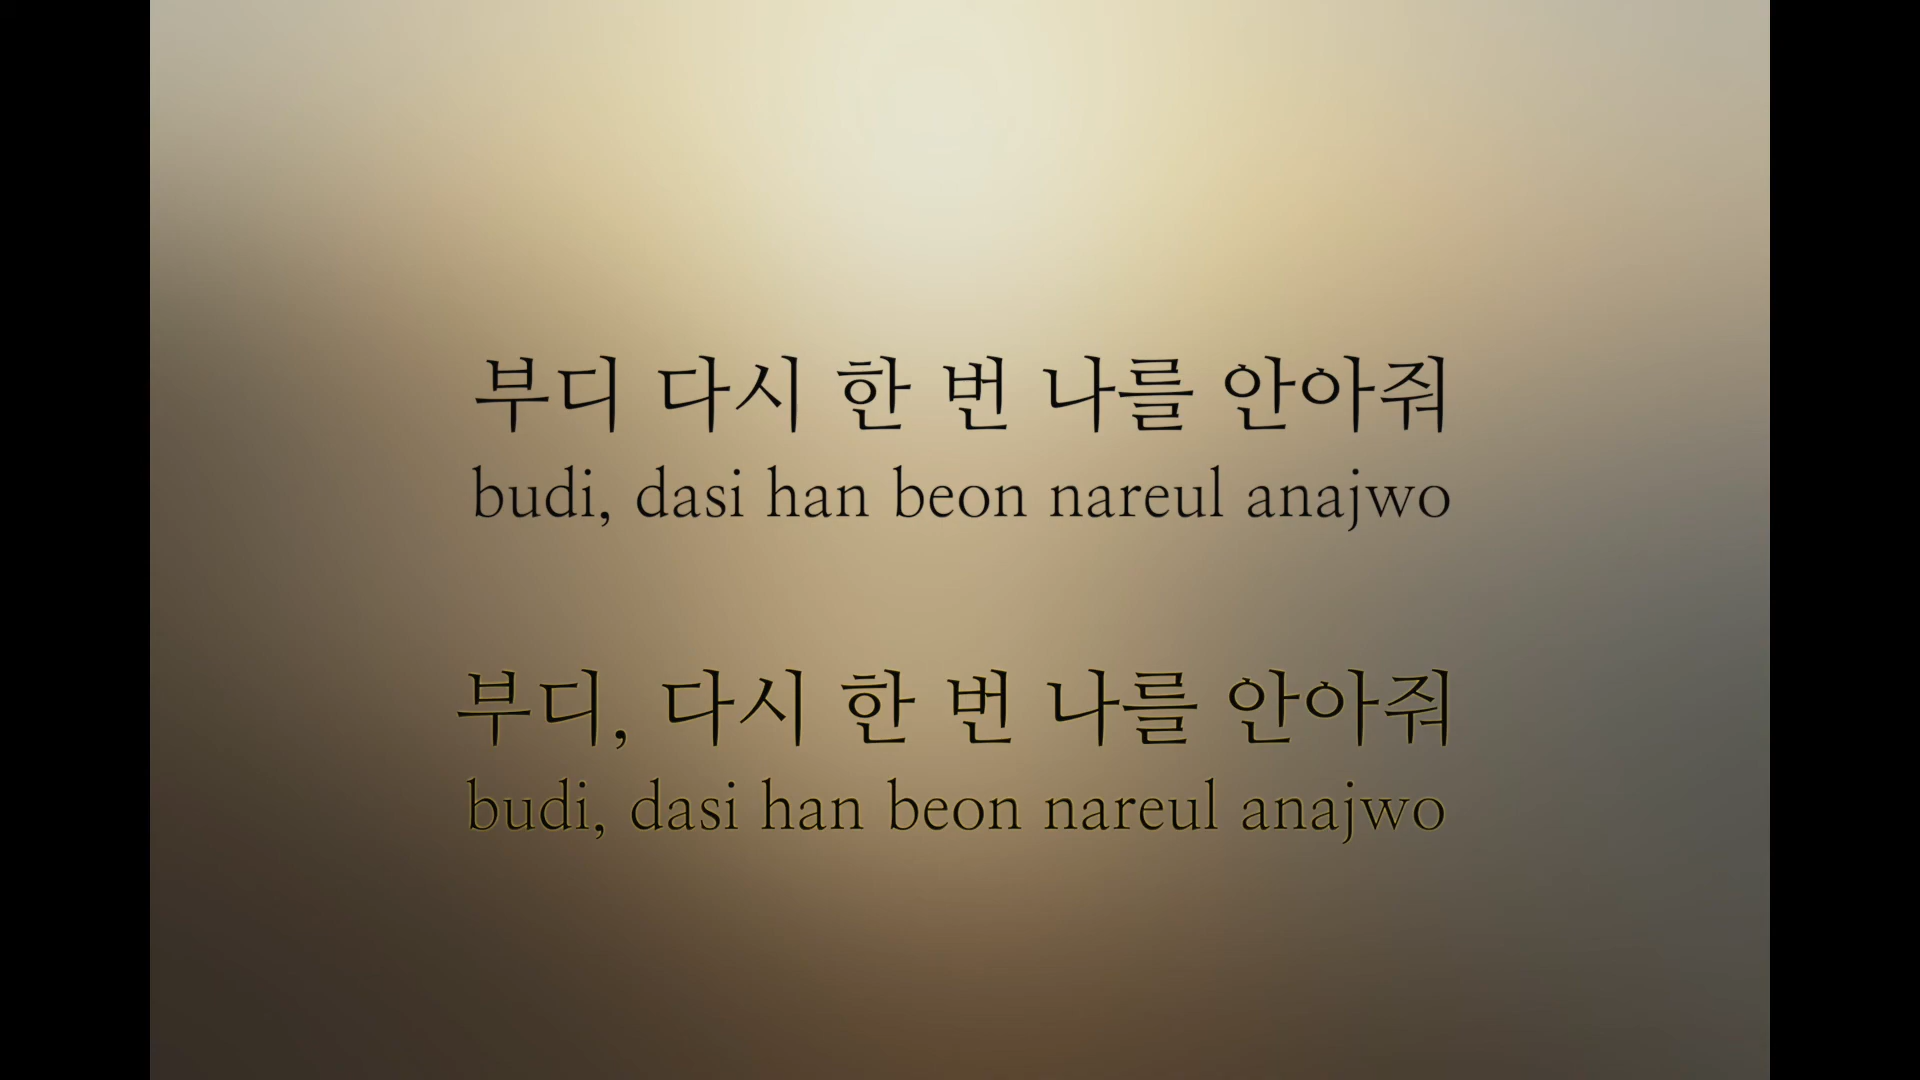 부디 다시 한 번 나를 안아줘
budi, dasi han beon nareul anajwo
부디, 다시 한 번 나를 안아줘
budi, dasi han beon nareul anajwo